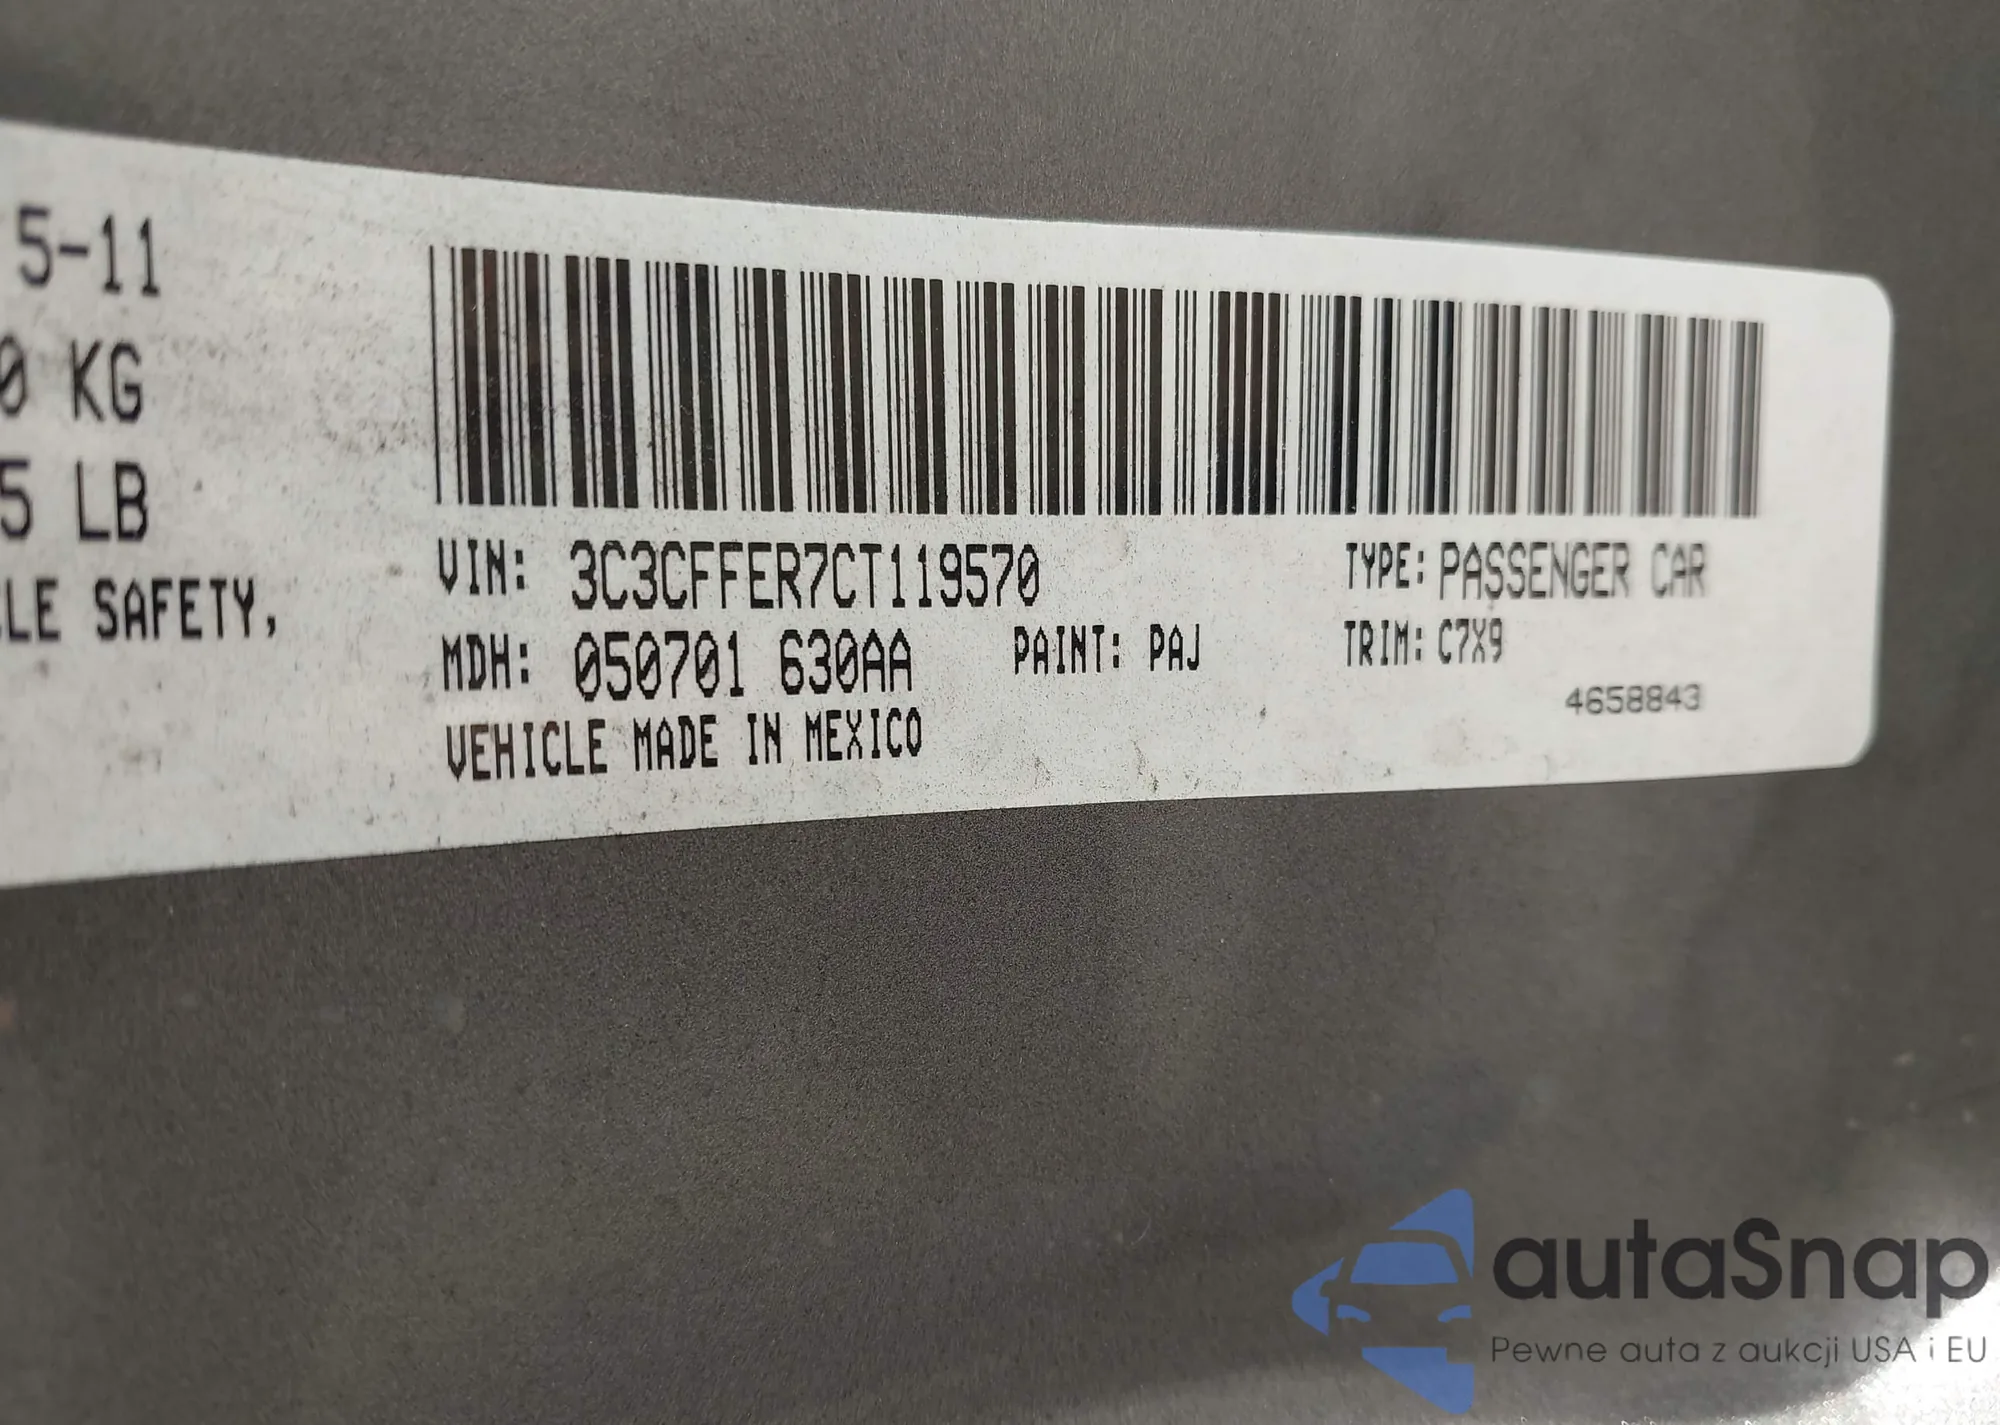 5-11
0 KG
5 LB
LE SAFETY,
VIN: 3C3CFFER7CT119570
TYPE: PASSENGER CAR
MDH: 050701 630AA
PAINT: PAJ
TRIM: C7X9
VEHICLE MADE IN MEXICO
4658843
autaSnap
Pewne auta z aukcji USA i EU